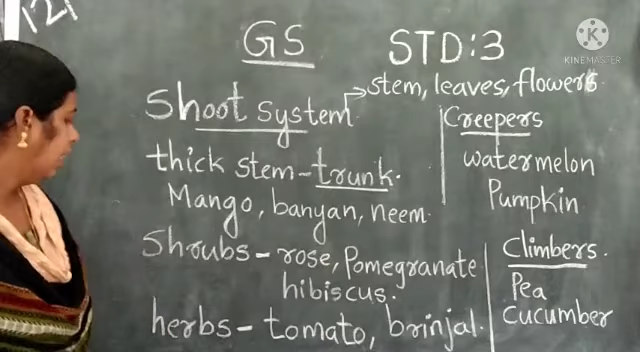 121
GS STD:3
KINEMASTER
Shoot system → stem, leaves, flowers
thick stem - trunk.
Mango, banyan, neem.
Shrubs - rose, Pomegranate
hibiscus.
herbs - tomato, brinjal.
Creepers
watermelon
Pumpkin
Climbers.
Pea
cucumber